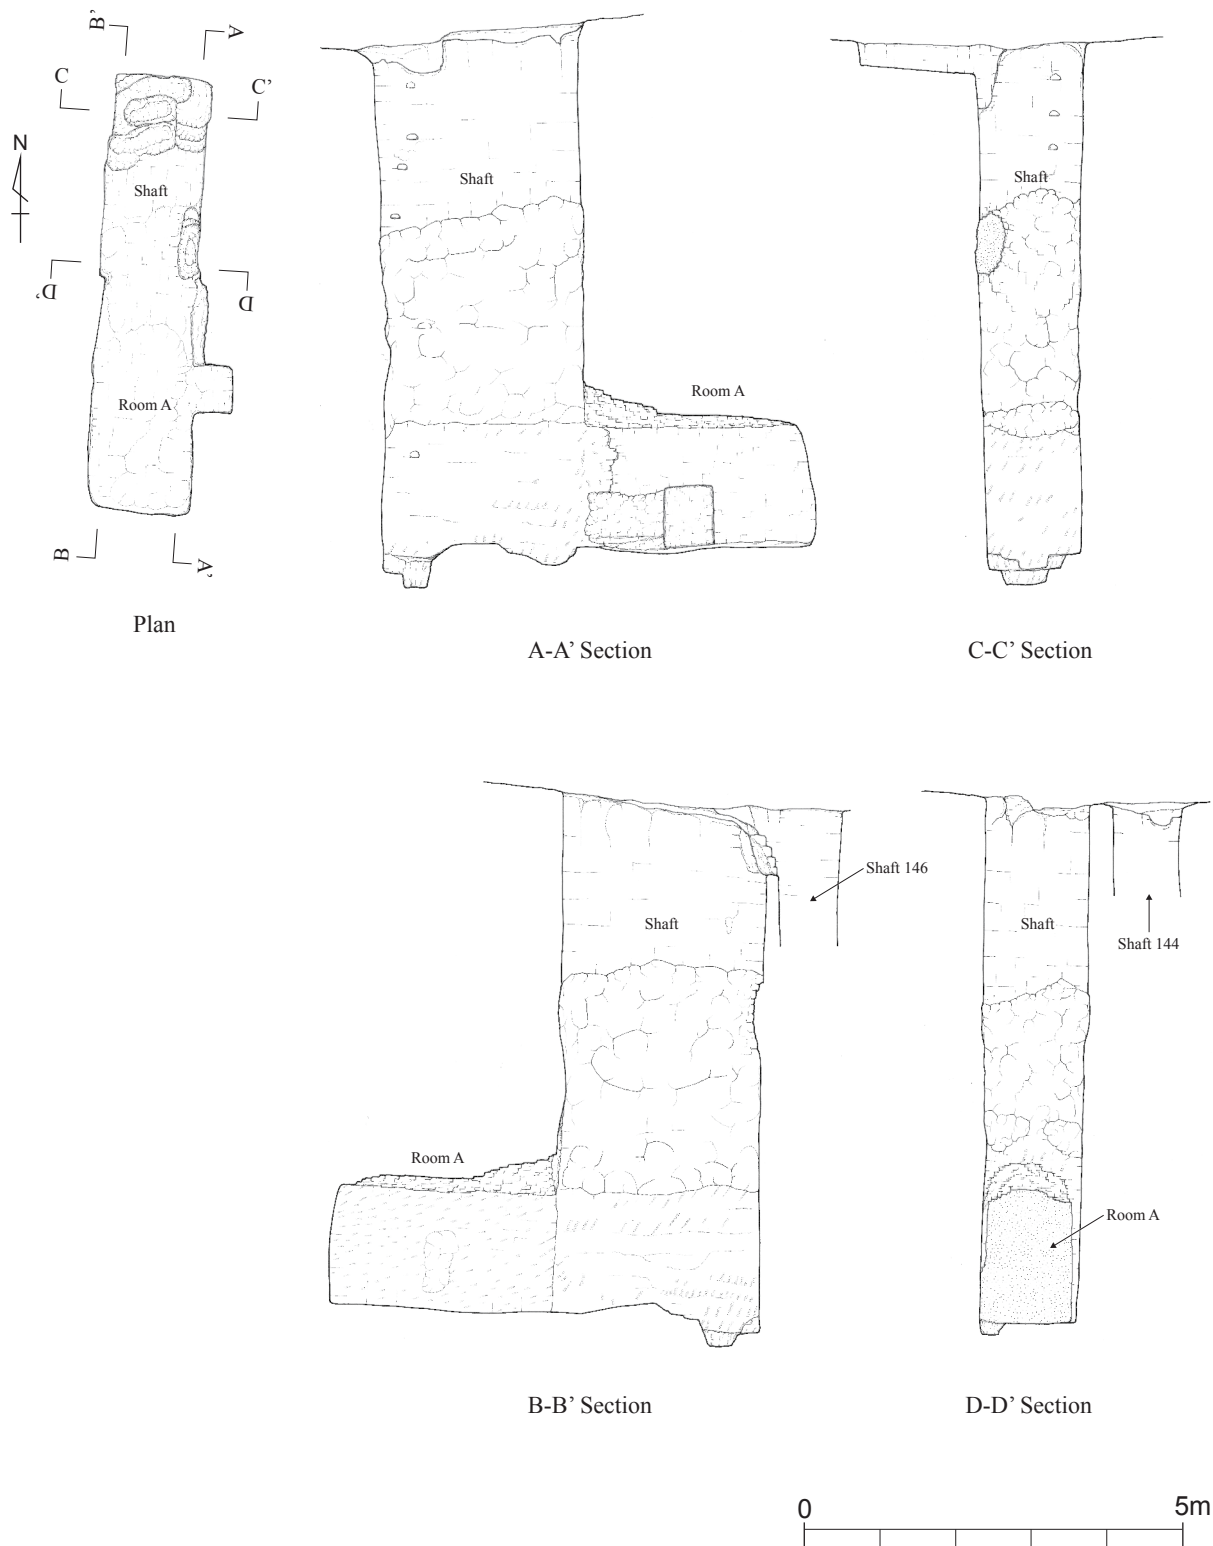 B’
A
C
C’
N
Shaft
D’
D
Room A
B
A’
Plan
Shaft
Room A
A-A’ Section
Shaft
C-C’ Section
Shaft 146
Shaft
Room A
B-B’ Section
Shaft
Shaft 144
Room A
D-D’ Section
0 5m